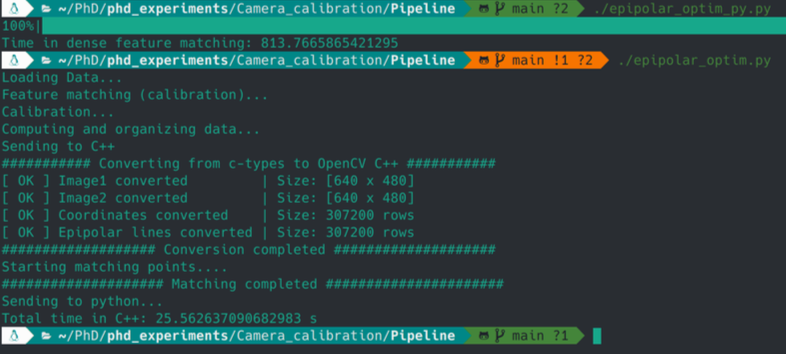 ~/PhD/phd_experiments/Camera_calibration/Pipeline main ?2 ./epipolar_optim_py.py
100%|
Time in dense feature matching: 813.7665865421295
~/PhD/phd_experiments/Camera_calibration/Pipeline main !1 ?2 ./epipolar_optim.py
Loading Data...
Feature matching (calibration)...
Calibration...
Computing and organizing data...
Sending to C++
########### Converting from c-types to OpenCV C++ ###########
[ OK ] Image1 converted | Size: [640 x 480]
[ OK ] Image2 converted | Size: [640 x 480]
[ OK ] Coordinates converted | Size: 307200 rows
[ OK ] Epipolar lines converted | Size: 307200 rows
################### Conversion completed ####################
Starting matching points....
#################### Matching completed ######################
Sending to python...
Total time in C++: 25.562637090682983 s
~/PhD/phd_experiments/Camera_calibration/Pipeline main ?1